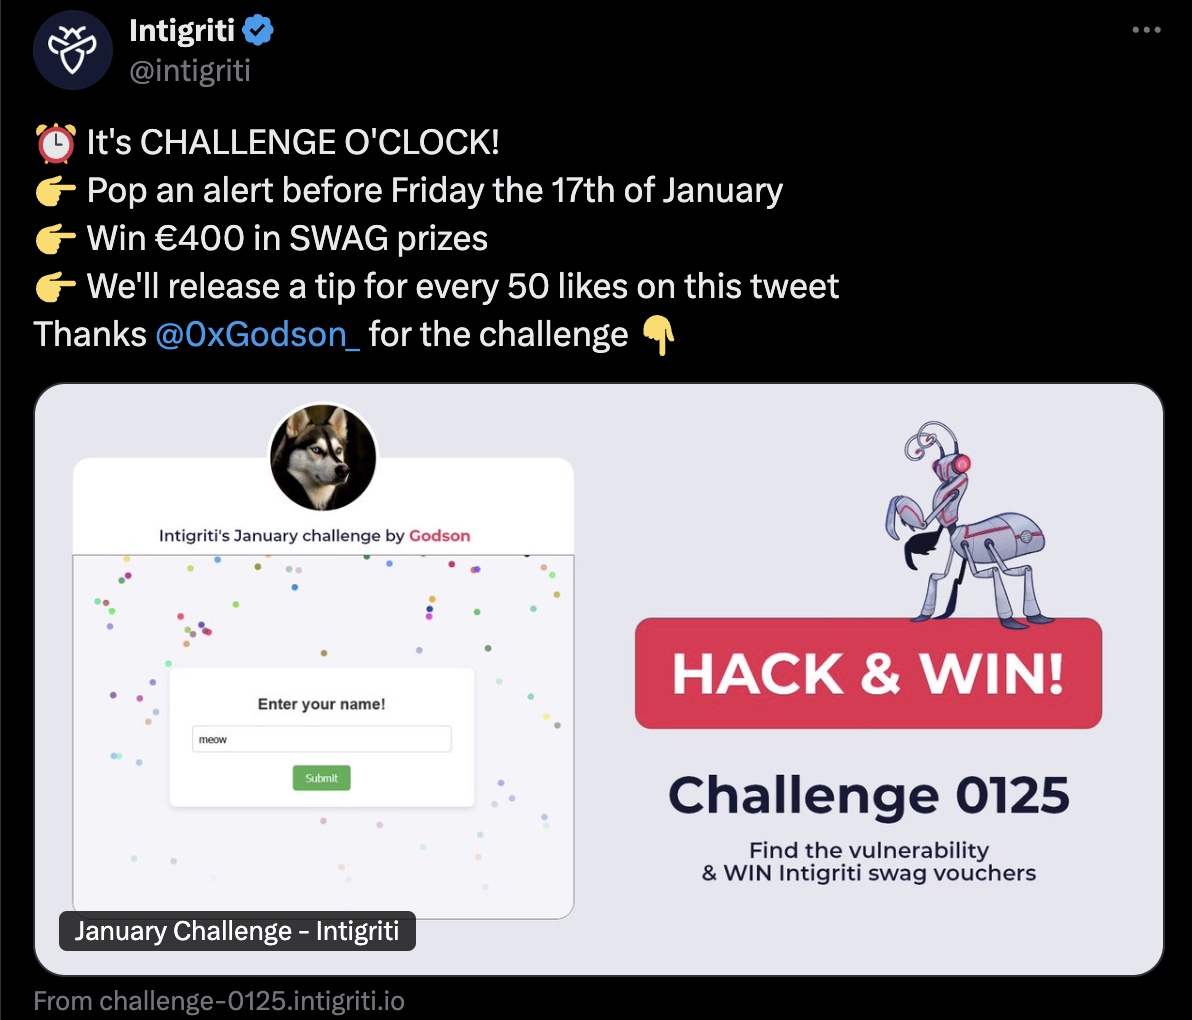 Intigriti
@intigriti
⏰ It's CHALLENGE O'CLOCK!
👉 Pop an alert before Friday the 17th of January
👉 Win €400 in SWAG prizes
👉 We'll release a tip for every 50 likes on this tweet
Thanks @0xGodson_ for the challenge 👇
Intigriti's January challenge by Godson
Enter your name!
meow
Submit
HACK & WIN!
Challenge 0125
Find the vulnerability
& WIN Intigriti swag vouchers
January Challenge - Intigriti
From challenge-0125.intigriti.io